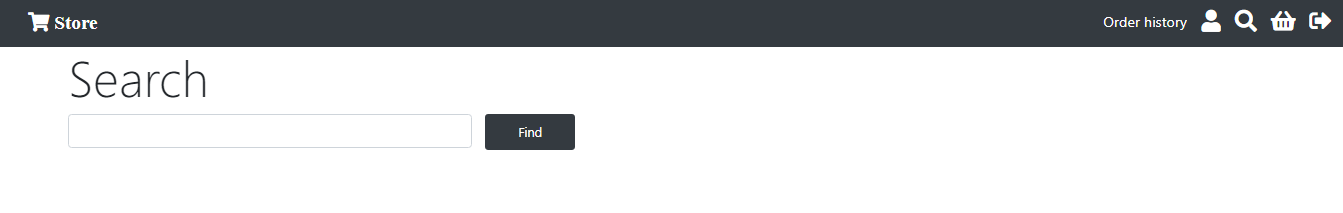 Store
Order history
Search
Find